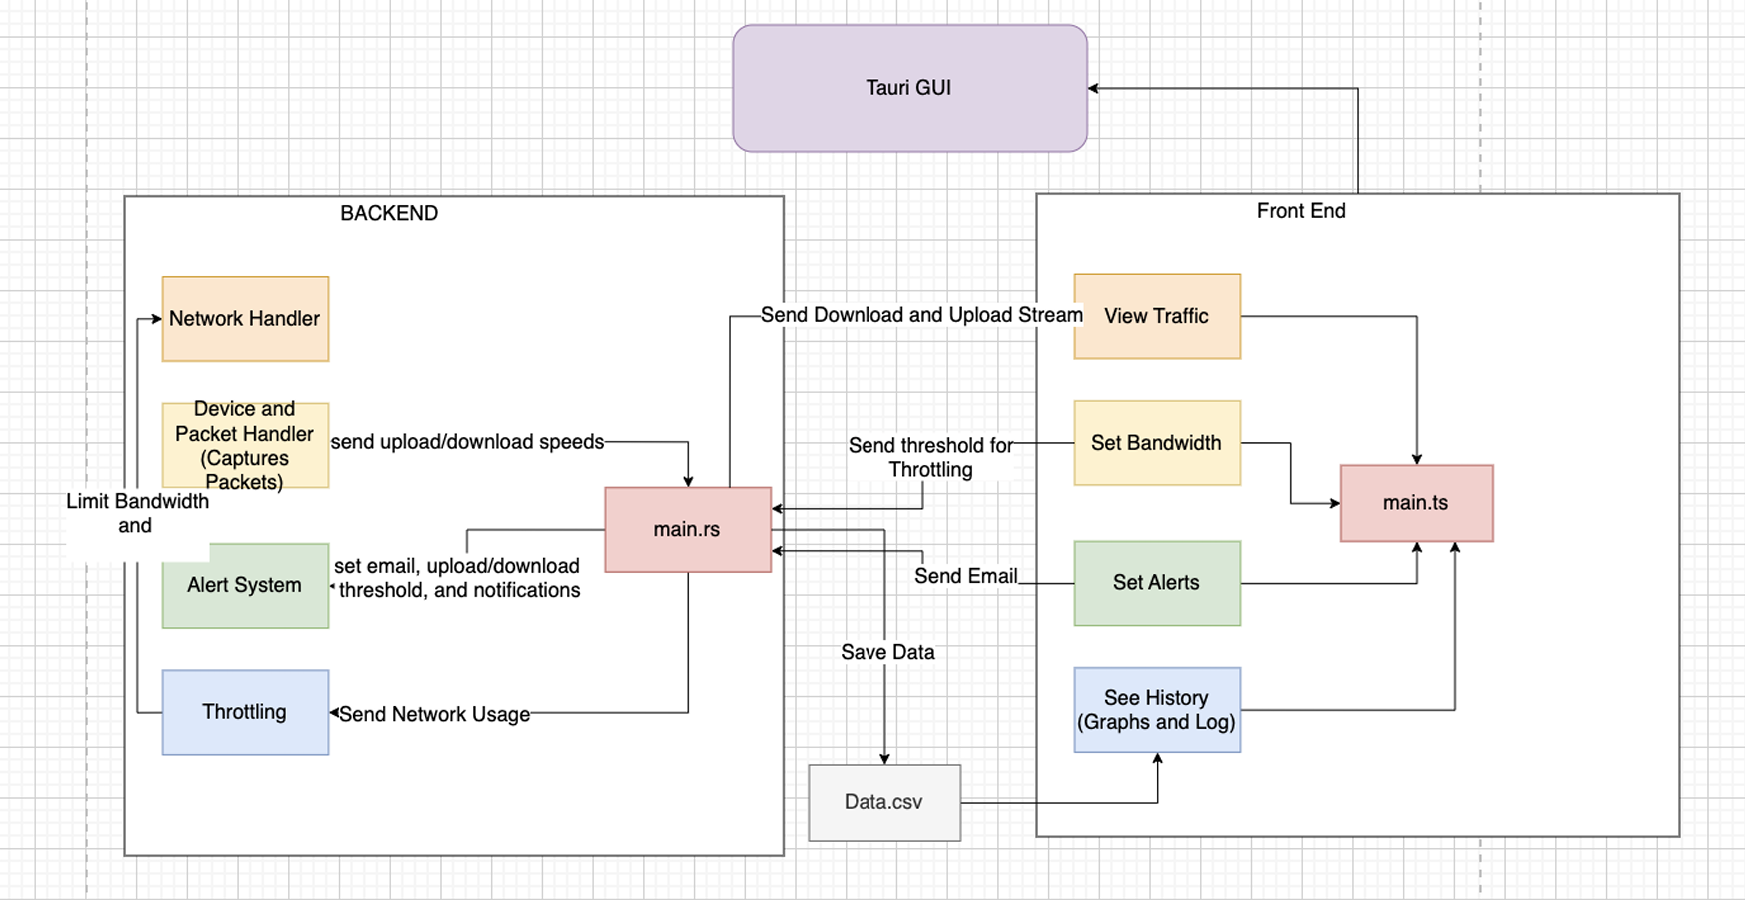 Tauri GUI
BACKEND
Network Handler
Device and
Packet Handler
(Captures
Packets)
send upload/download speeds
Limit Bandwidth
and
main.rs
Alert System
set email, upload/download
threshold, and notifications
Throttling
Send Network Usage
Send Download and Upload Stream
Send threshold for
Throttling
Send Email
Save Data
Data.csv
Front End
View Traffic
Set Bandwidth
main.ts
Set Alerts
See History
(Graphs and Log)